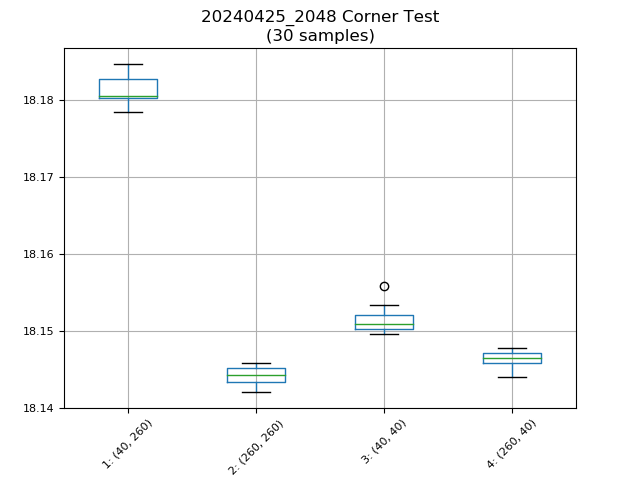 20240425_2048 Corner Test
(30 samples)
18.18
18.17
18.16
18.15
18.14
1: (40, 260)
2: (260, 260)
3: (40, 40)
4: (260, 40)